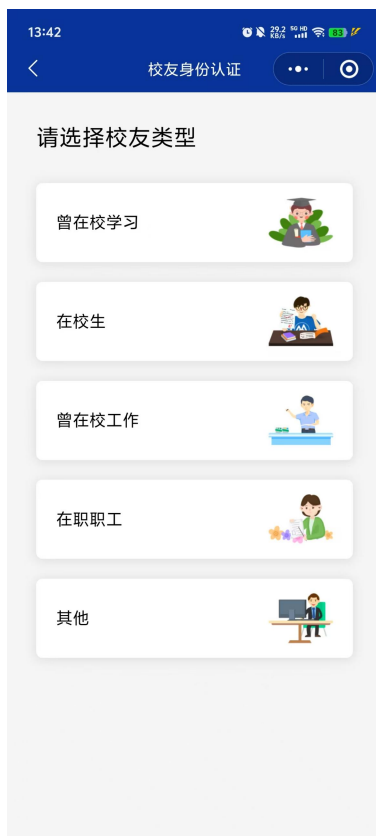 13:42
29.2 KB/s 5G HD 83
校友身份认证
请选择校友类型
曾在校学习
在校生
曾在校工作
在职职工
其他